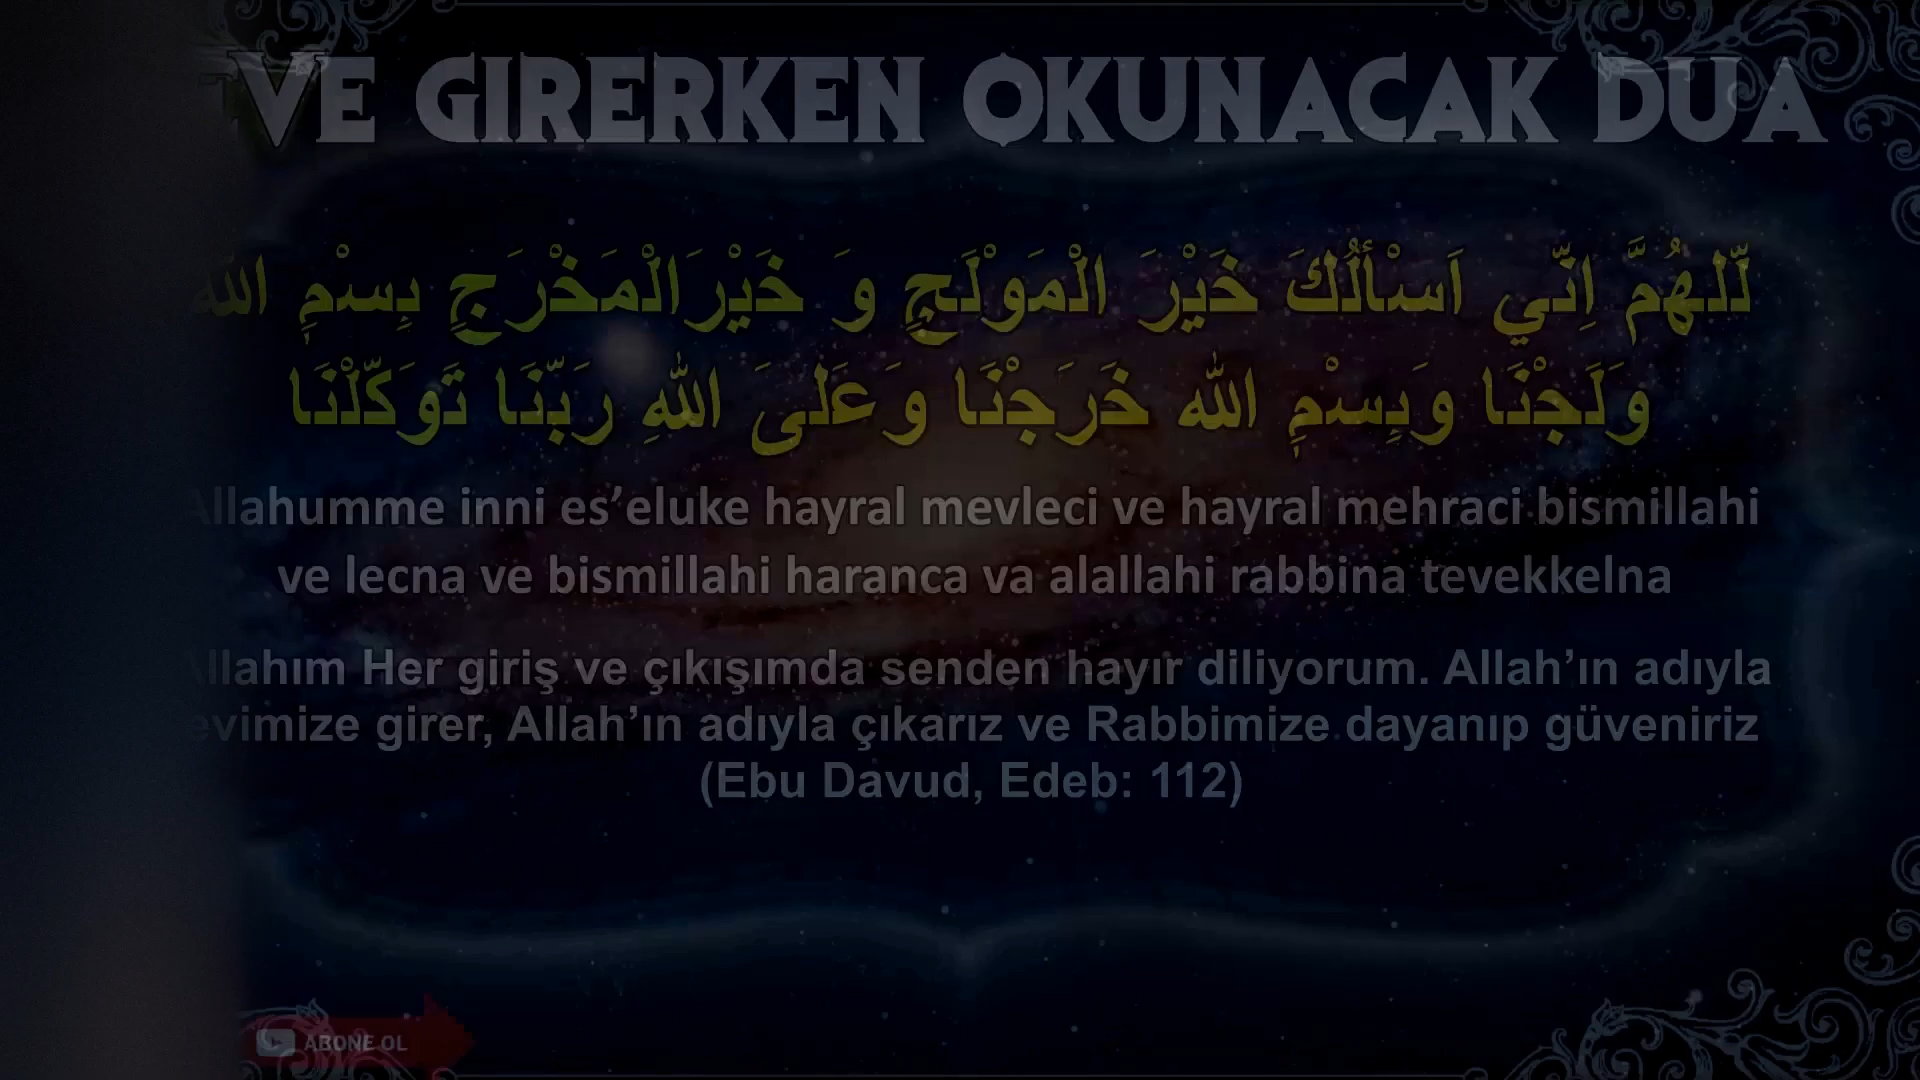 VE GIRERKEN OKUNACAK DUA
لّلهُمَّ اِنّي اَسْأَلُكَ خَيْرَ الْمَوْلَجِ وَ خَيْرَالْمَخْرَجِ بِسْمِ الله
وَلَجْنَا وَبِسْمِ الله خَرَجْنَا وَعَلىَ اللهِ رَبّنَا تَوَكّلْنَا
Allahumme inni es’eluke hayral mevleci ve hayral mehraci bismillahi
ve lecna ve bismillahi haranca va alallahi rabbina tevekkelna
Allahım Her giriş ve çıkışımda senden hayır diliyorum. Allah’ın adıyla
evimize girer, Allah’ın adıyla çıkarız ve Rabbimize dayanıp güveniriz
(Ebu Davud, Edeb: 112)
ABONE OL